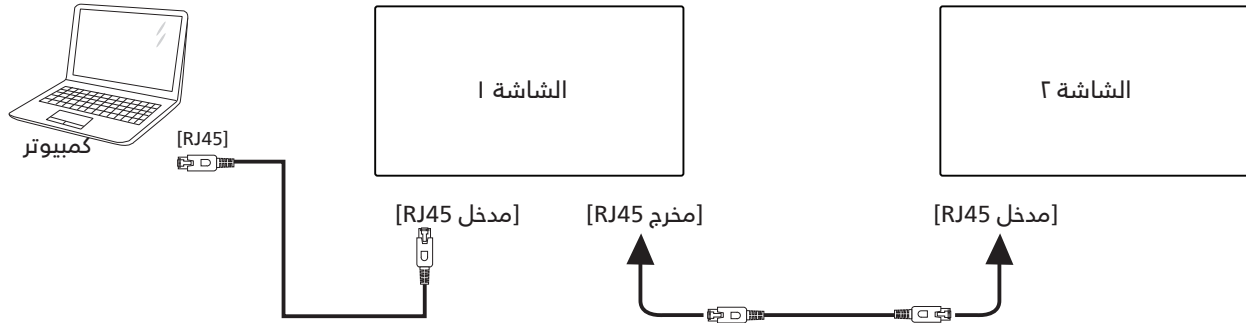 الشاشة ١
الشاشة ٢
كمبيوتر
[RJ45]
[مدخل RJ45]
[مخرج RJ45]
[مدخل RJ45]